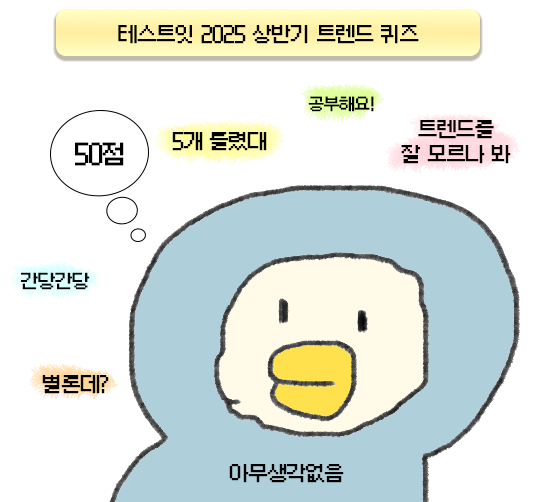 테스트잇 2025 상반기 트렌드 퀴즈
공부해요!
5개 틀렸대
트렌드를
잘 모르나 봐
50점
간당간당
별론데?
아무생각없음